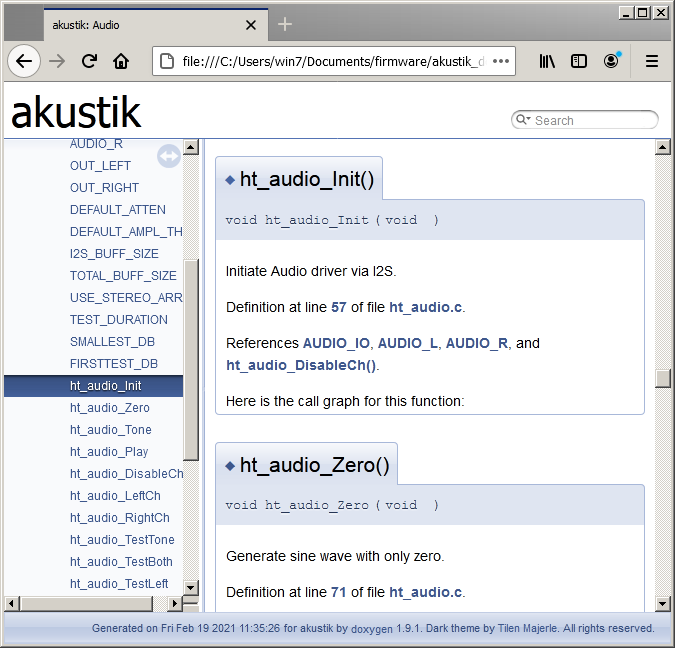 akustik: Audio
file:///C:/Users/win7/Documents/firmware/akustik_d
akustik
Search
AUDIO_R
OUT_LEFT
OUT_RIGHT
DEFAULT_ATTEN
DEFAULT_AMPL_TH
I2S_BUFF_SIZE
TOTAL_BUFF_SIZE
USE_STEREO_ARR
TEST_DURATION
SMALLEST_DB
FIRSTTEST_DB
ht_audio_Init
ht_audio_Zero
ht_audio_Tone
ht_audio_Play
ht_audio_DisableCh
ht_audio_LeftCh
ht_audio_RightCh
ht_audio_TestTone
ht_audio_TestBoth
ht_audio_TestLeft
◆ ht_audio_Init()
void ht_audio_Init ( void )
Initiate Audio driver via I2S.
Definition at line 57 of file ht_audio.c.
References AUDIO_IO, AUDIO_L, AUDIO_R, and
ht_audio_DisableCh().
Here is the call graph for this function:
◆ ht_audio_Zero()
void ht_audio_Zero ( void )
Generate sine wave with only zero.
Definition at line 71 of file ht_audio.c.
Generated on Fri Feb 19 2021 11:35:26 for akustik by doxygen 1.9.1. Dark theme by Tilen Majerle. All rights reserved.